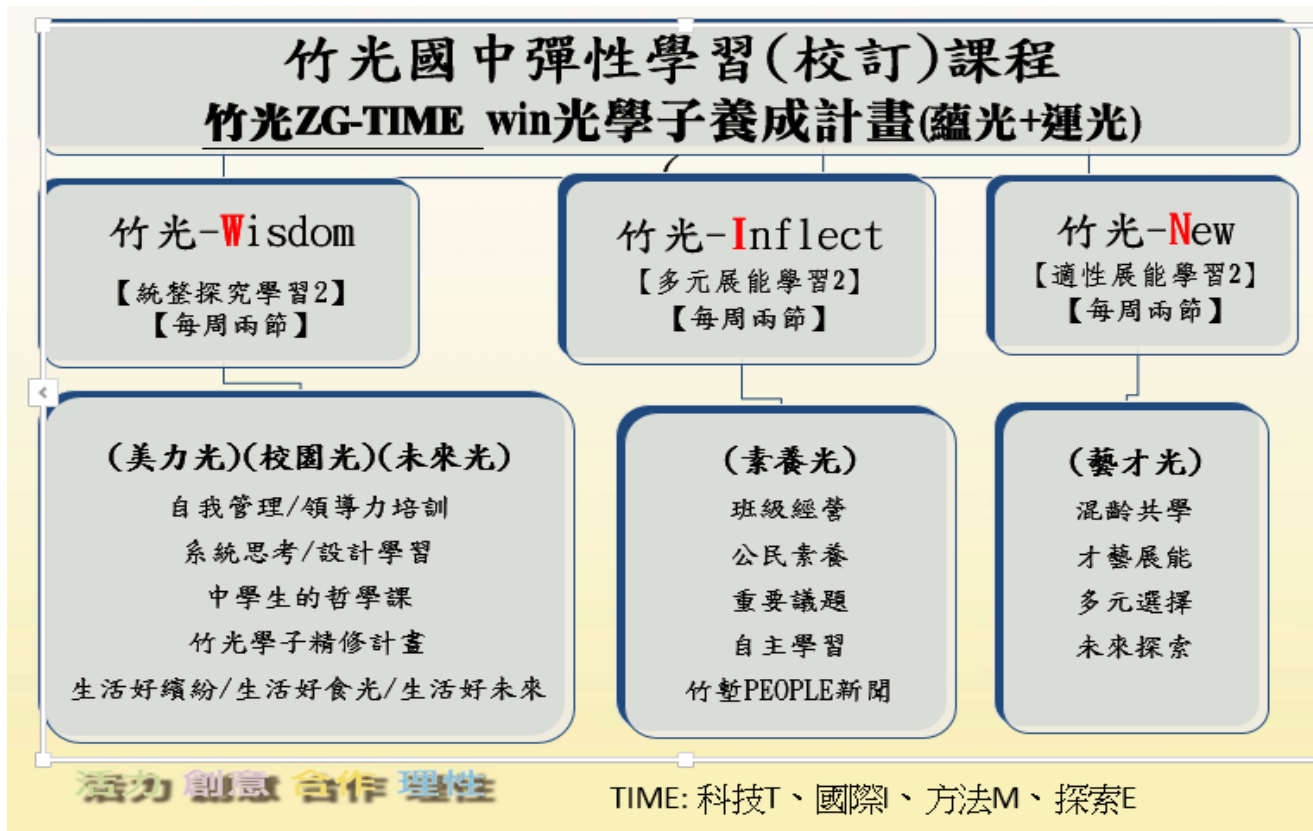 竹光國中彈性學習(校訂)課程
竹光ZG-TIME win光學子養成計畫(蘊光+運光)
竹光-Wisdom
【統整探究學習2】
【每周兩節】
竹光-Inflect
【多元展能學習2】
【每周兩節】
竹光-New
【適性展能學習2】
【每周兩節】
(美力光)(校園光)(未來光)
自我管理/領導力培訓
系統思考/設計學習
中學生的哲學課
竹光學子精修計畫
生活好繽紛/生活好食光/生活好未來
(素養光)
班級經營
公民素養
重要議題
自主學習
竹塹PEOPLE新聞
(藝才光)
混齡共學
才藝展能
多元選擇
未來探索
活力 創意 合作 理性
TIME: 科技T、國際I、方法M、探索E